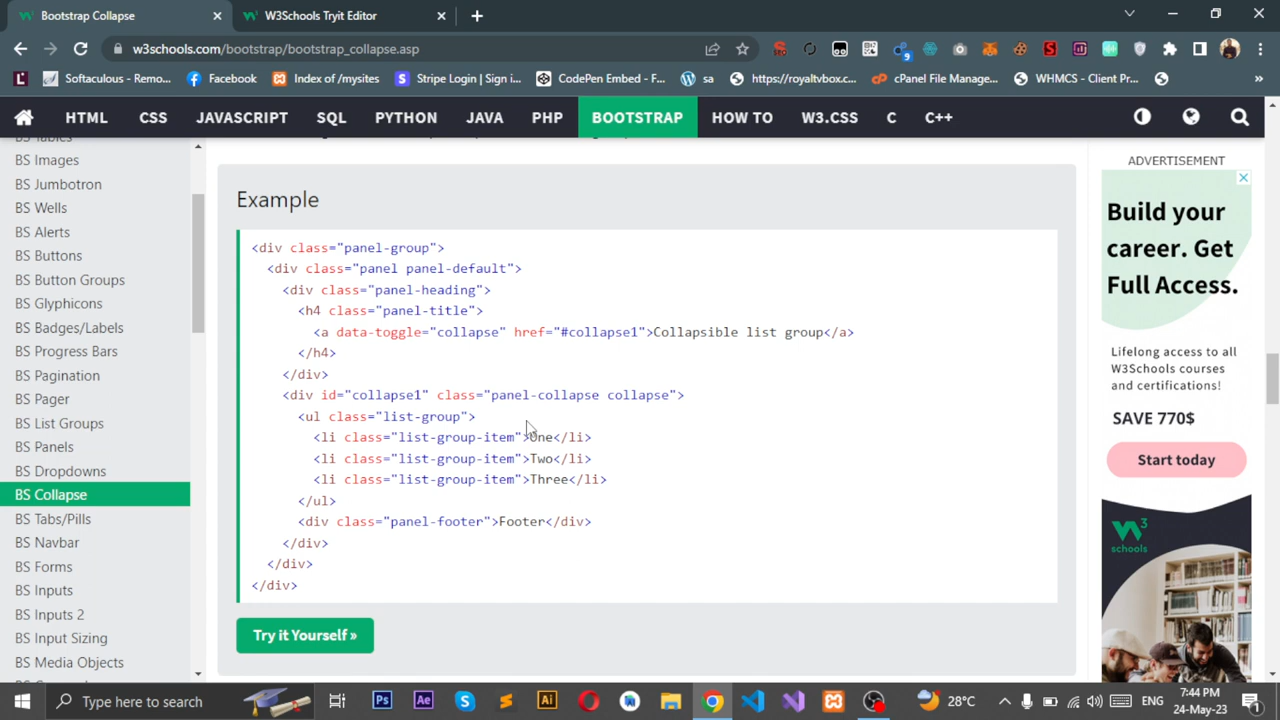 Bootstrap Collapse
W3Schools Tryit Editor
w3schools.com/bootstrap/bootstrap_collapse.asp
9
Softaculous - Remo...
Facebook
Index of /mysites
Stripe Login | Sign i...
CodePen Embed - F...
sa
https://royaltvbox.c...
cPanel File Manage...
WHMCS - Client Pr...
HTML
CSS
JAVASCRIPT
SQL
PYTHON
JAVA
PHP
BOOTSTRAP
HOW TO
W3.CSS
C
C++
BS Tables
BS Images
BS Jumbotron
BS Wells
BS Alerts
BS Buttons
BS Button Groups
BS Glyphicons
BS Badges/Labels
BS Progress Bars
BS Pagination
BS Pager
BS List Groups
BS Panels
BS Dropdowns
BS Collapse
BS Tabs/Pills
BS Navbar
BS Forms
BS Inputs
BS Inputs 2
BS Input Sizing
BS Media Objects
Example
<div class="panel-group">
<div class="panel panel-default">
<div class="panel-heading">
<h4 class="panel-title">
<a data-toggle="collapse" href="#collapse1">Collapsible list group</a>
</h4>
</div>
<div id="collapse1" class="panel-collapse collapse">
<ul class="list-group">
<li class="list-group-item">One</li>
<li class="list-group-item">Two</li>
<li class="list-group-item">Three</li>
</ul>
<div class="panel-footer">Footer</div>
</div>
</div>
</div>
Try it Yourself »
ADVERTISEMENT
Build your
career. Get
Full Access.
Lifelong access to all
W3Schools courses
and certifications!
SAVE 770$
Start today
W3
schools
Type here to search
Ps
Ae
Ai
28°C
ENG
7:44 PM
24-May-23
1